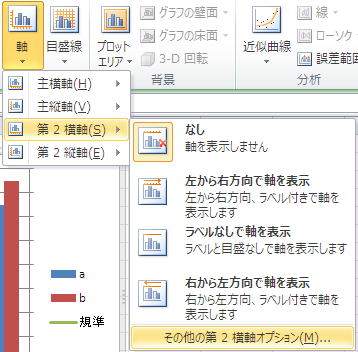 軸
目盛線
プロット
エリア
グラフの壁面
グラフの床面
3-D 回転
背景
近似曲線
線
ローソク
誤差範囲
分析
主横軸(H)
主縦軸(V)
第 2 横軸(S)
第 2 縦軸(E)
なし
軸を表示しません
左から右方向で軸を表示
左から右方向、ラベル付きで軸を
表示します
ラベルなしで軸を表示
ラベルと目盛なしで軸を表示
します
右から左方向で軸を表示
右から左方向、ラベル付きで軸を
表示します
その他の第 2 横軸オプション(M)...
a
b
規準